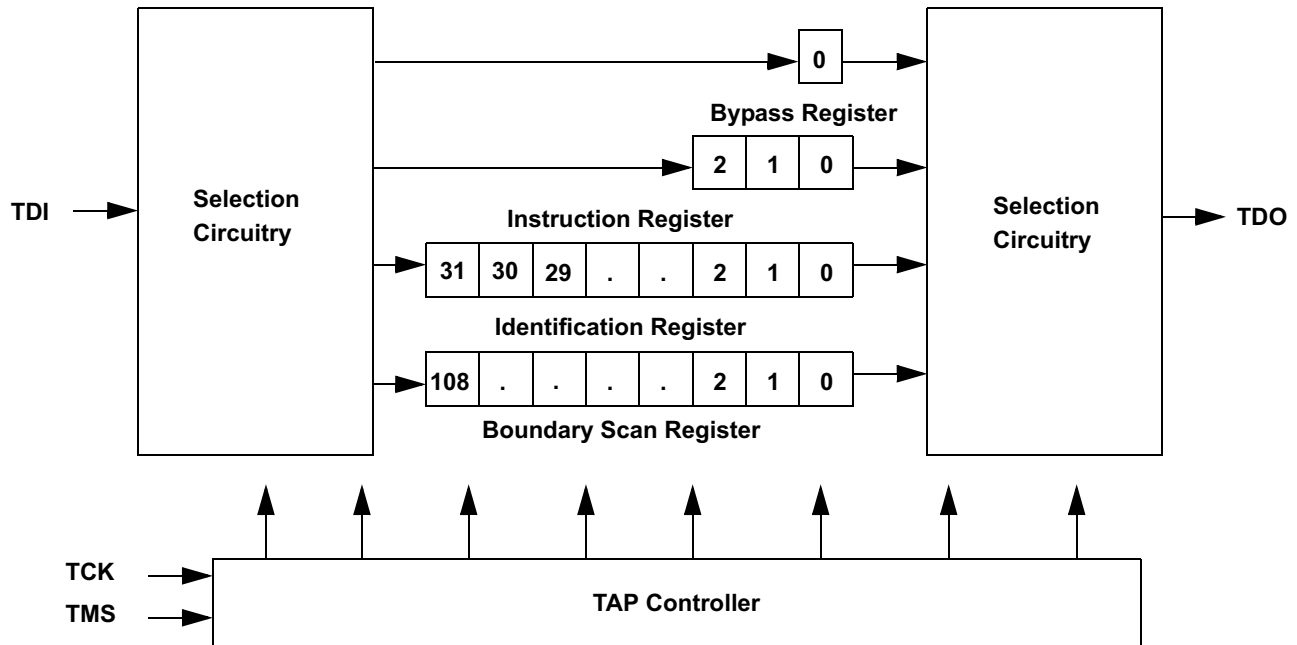 0
Bypass Register
2 1 0
TDI
Selection
Circuitry
Instruction Register
Selection
Circuitry
TDO
31 30 29 . . 2 1 0
Identification Register
108 . . . . 2 1 0
Boundary Scan Register
TCK
TMS
TAP Controller